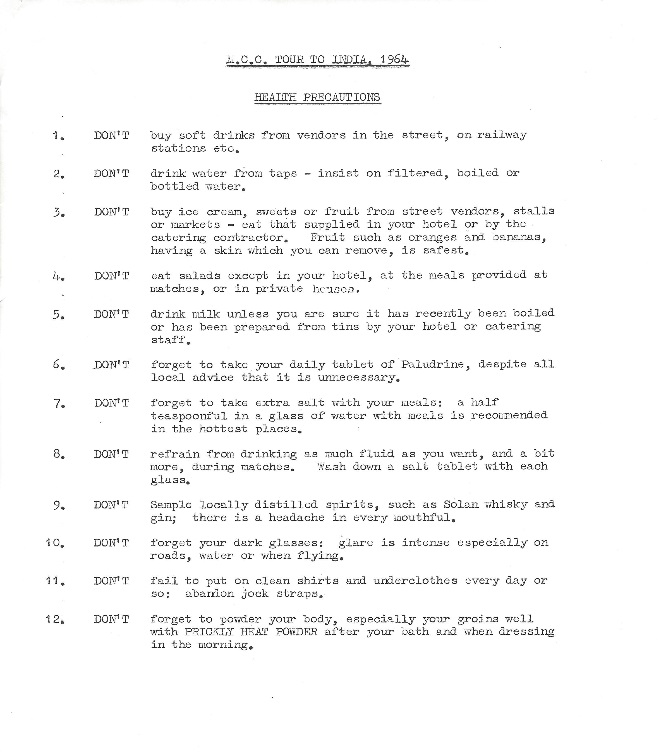 M.C.C. TOUR TO INDIA, 1964
HEALTH PRECAUTIONS
1. DON'T buy soft drinks from vendors in the street, on railway
stations etc.
2. DON'T drink water from taps - insist on filtered, boiled or
bottled water.
3. DON'T buy ice cream, sweets or fruit from street vendors, stalls
or markets - eat that supplied in your hotel or by the
catering contractor. Fruit such as oranges and bananas,
having a skin which you can remove, is safest.
4. DON'T eat salads except in your hotel, at the meals provided at
matches, or in private houses.
5. DON'T drink milk unless you are sure it has recently been boiled
or has been prepared from tins by your hotel or catering
staff.
6. DON'T forget to take your daily tablet of Paludrine, despite all
local advice that it is unnecessary.
7. DON'T forget to take extra salt with your meals: a half
teaspoonful in a glass of water with meals is recommended
in the hottest places.
8. DON'T refrain from drinking as much fluid as you want, and a bit
more, during matches. Wash down a salt tablet with each
glass.
9. DON'T Sample locally distilled spirits, such as Solan whisky and
gin; there is a headache in every mouthful.
10. DON'T forget your dark glasses: glare is intense especially on
roads, water or when flying.
11. DON'T fail to put on clean shirts and underclothes every day or
so: abandon jock straps.
12. DON'T forget to powder your body, especially your groins well
with PRICKLY HEAT POWDER after your bath and when dressing
in the morning.